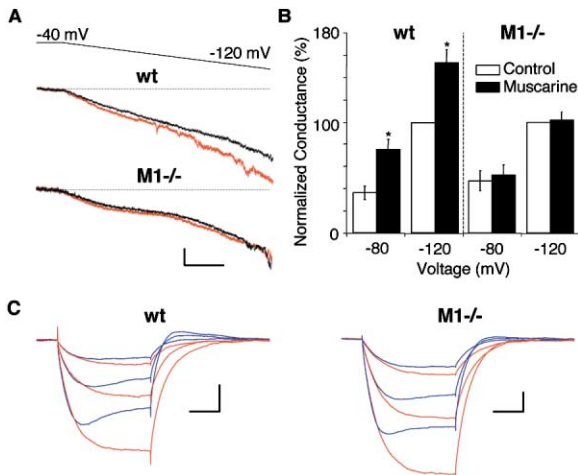 A
-40 mV
-120 mV
wt
M1-/-
B
wt
M1-/-
180
100
0
Normalized Conductance (%)
Control
Muscarine
*
*
-80
-120
-80
-120
Voltage (mV)
C
wt
M1-/-